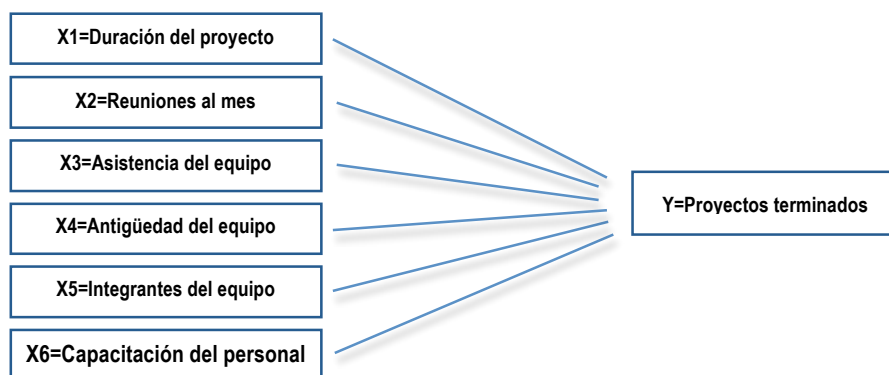 X1=Duración del proyecto
X2=Reuniones al mes
X3=Asistencia del equipo
X4=Antigüedad del equipo
X5=Integrantes del equipo
X6=Capacitación del personal
Y=Proyectos terminados